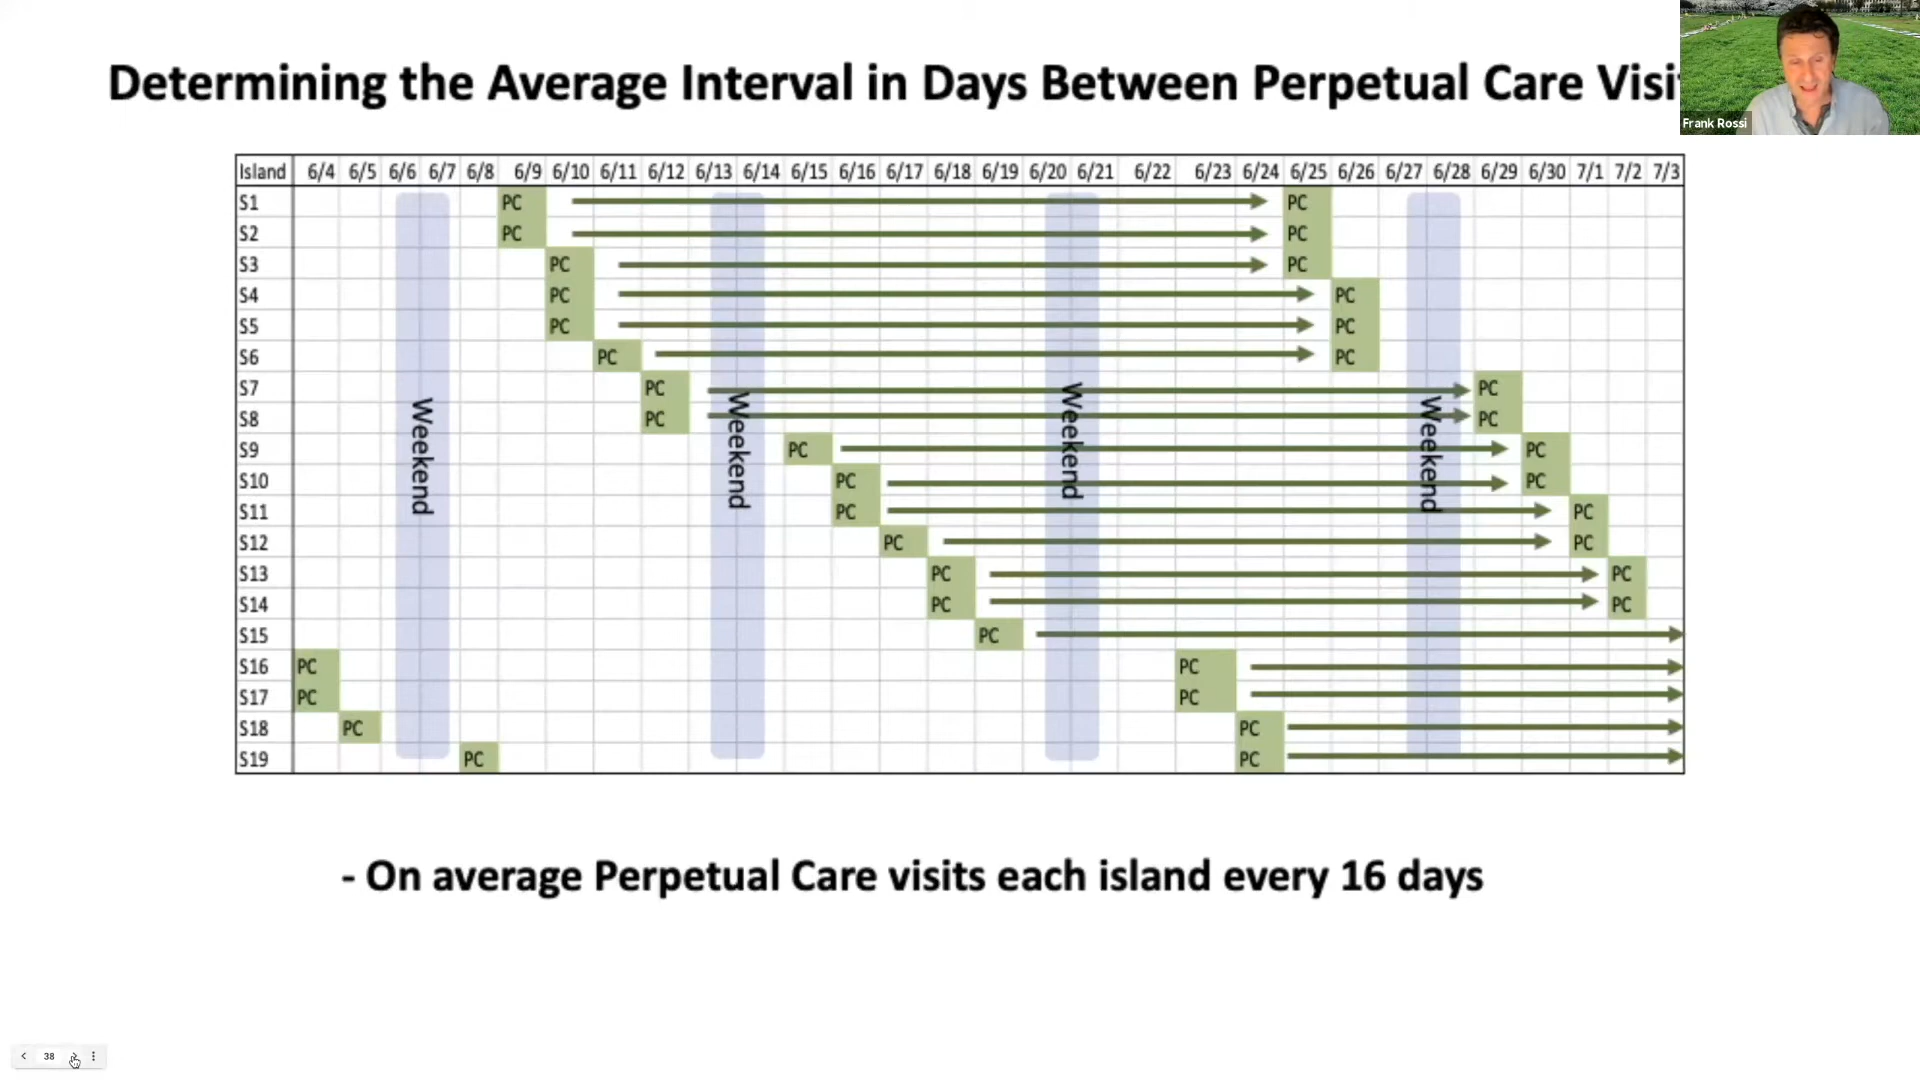 Determining the Average Interval in Days Between Perpetual Care Visi
Frank Rossi
Island 6/4 6/5 6/6 6/7 6/8 6/9 6/10 6/11 6/12 6/13 6/14 6/15 6/16 6/17 6/18 6/19 6/20 6/21 6/22 6/23 6/24 6/25 6/26 6/27 6/28 6/29 6/30 7/1 7/2 7/3
S1 PC PC
S2 PC PC
S3 PC PC
S4 PC PC
S5 PC PC
S6 PC PC
S7 PC PC
S8 PC PC
Weekend Weekend Weekend Weekend
S9 PC PC
S10 PC PC
S11 PC PC
S12 PC PC
S13 PC PC
S14 PC PC
S15 PC
S16 PC PC
S17 PC PC
S18 PC PC
S19 PC PC
- On average Perpetual Care visits each island every 16 days
38